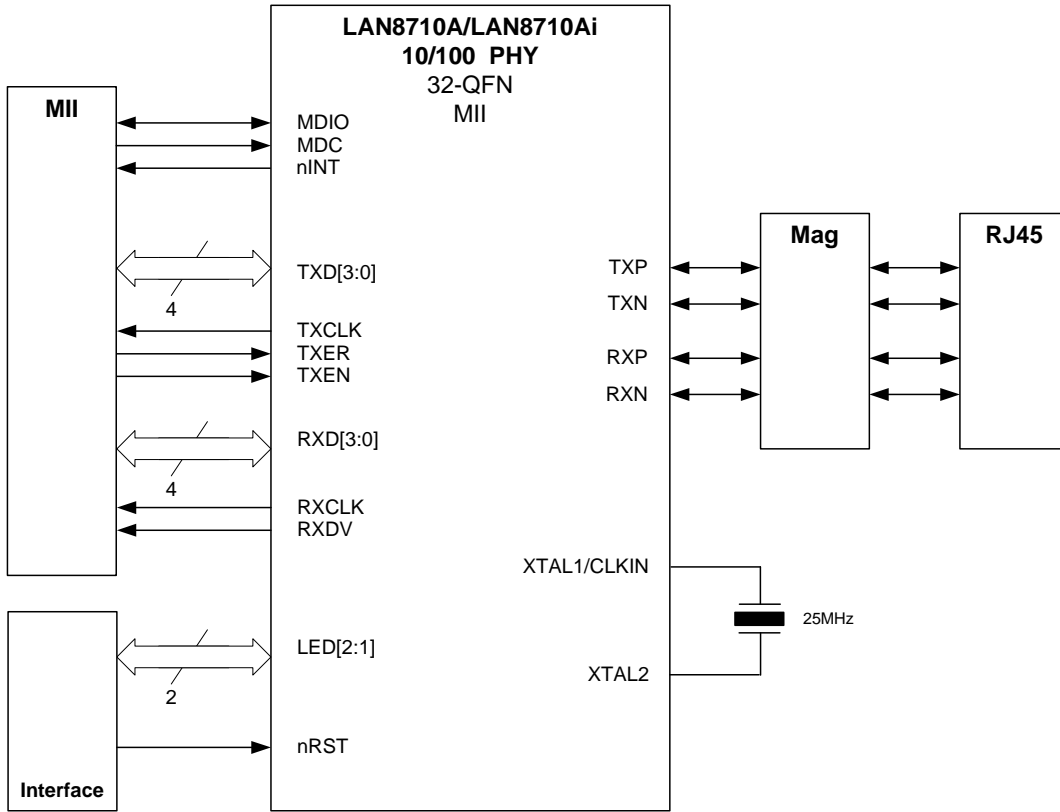 LAN8710A/LAN8710Ai
10/100 PHY
32-QFN
MII
MII
MDIO
MDC
nINT
TXD[3:0]
4
TXCLK
TXER
TXEN
RXD[3:0]
4
RXCLK
RXDV
Mag
RJ45
TXP
TXN
RXP
RXN
XTAL1/CLKIN
25MHz
XTAL2
LED[2:1]
2
nRST
Interface